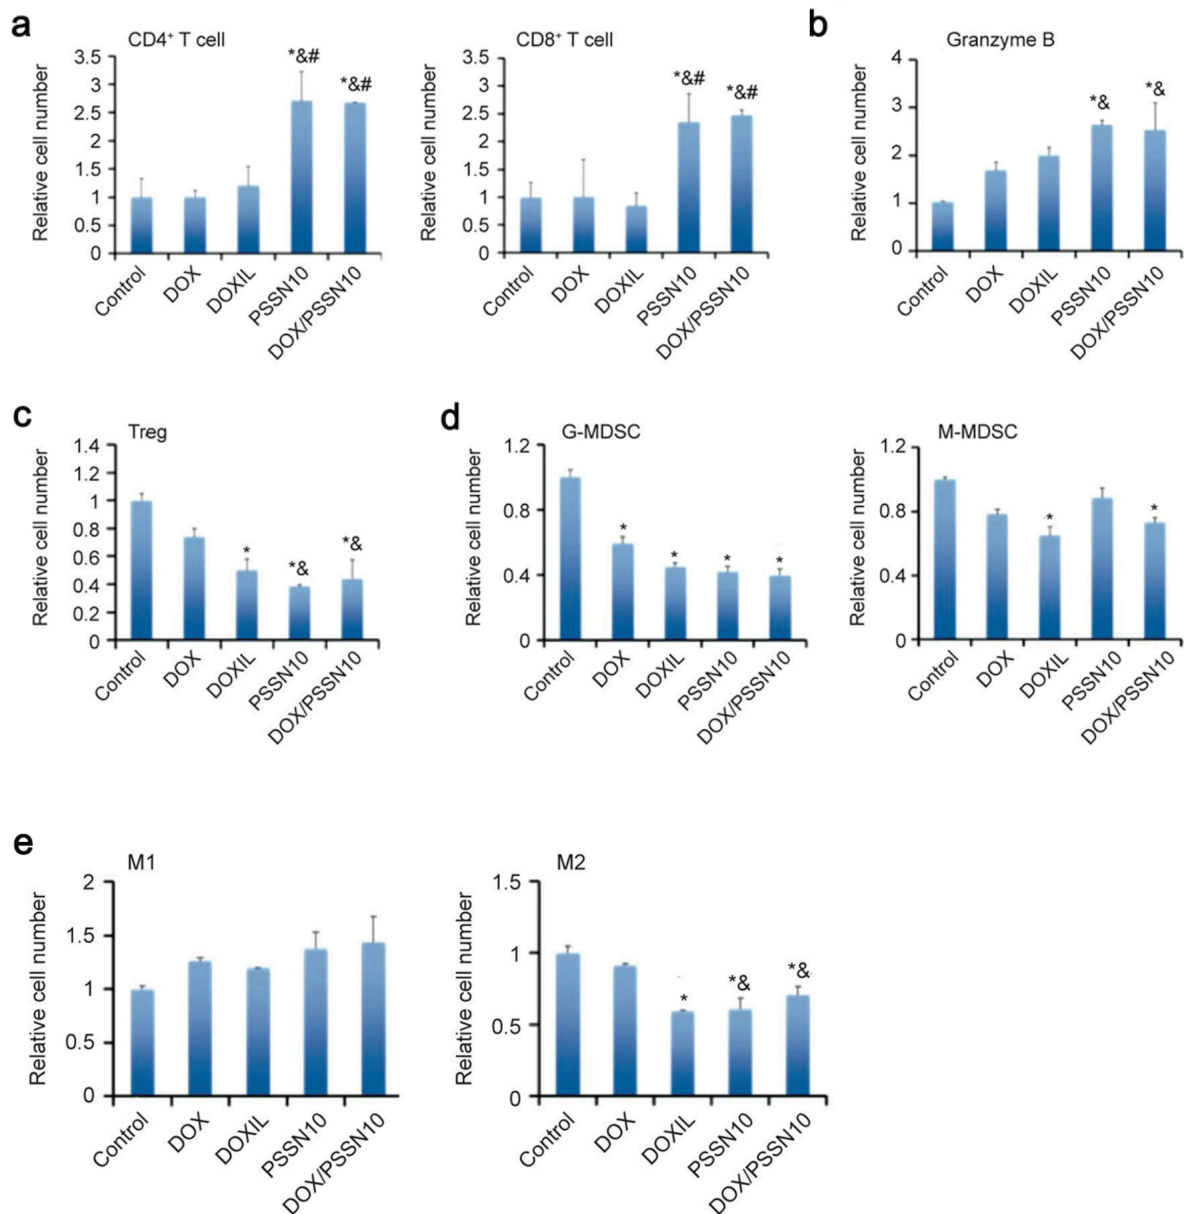 a
CD4⁺ T cell
Relative cell number
3.5
3
2.5
2
1.5
1
0.5
0
*&#
*&#
Control
DOX
DOXIL
PSSN10
DOX/PSSN10
CD8⁺ T cell
Relative cell number
3.5
3
2.5
2
1.5
1
0.5
0
*&#
*&#
Control
DOX
DOXIL
PSSN10
DOX/PSSN10
b
Granzyme B
Relative cell number
4
3
2
1
0
*&
*&
Control
DOX
DOXIL
PSSN10
DOX/PSSN10
c
Treg
Relative cell number
1.4
1.2
1
0.8
0.6
0.4
0.2
0
*
*&
*&
Control
DOX
DOXIL
PSSN10
DOX/PSSN10
d
G-MDSC
Relative cell number
1.2
0.8
0.4
0
*
*
*
*
Control
DOX
DOXIL
PSSN10
DOX/PSSN10
M-MDSC
Relative cell number
1.2
0.8
0.4
0
*
*
Control
DOX
DOXIL
PSSN10
DOX/PSSN10
e
M1
Relative cell number
2
1.5
1
0.5
0
Control
DOX
DOXIL
PSSN10
DOX/PSSN10
M2
Relative cell number
1.5
1
0.5
0
*
*&
*&
Control
DOX
DOXIL
PSSN10
DOX/PSSN10